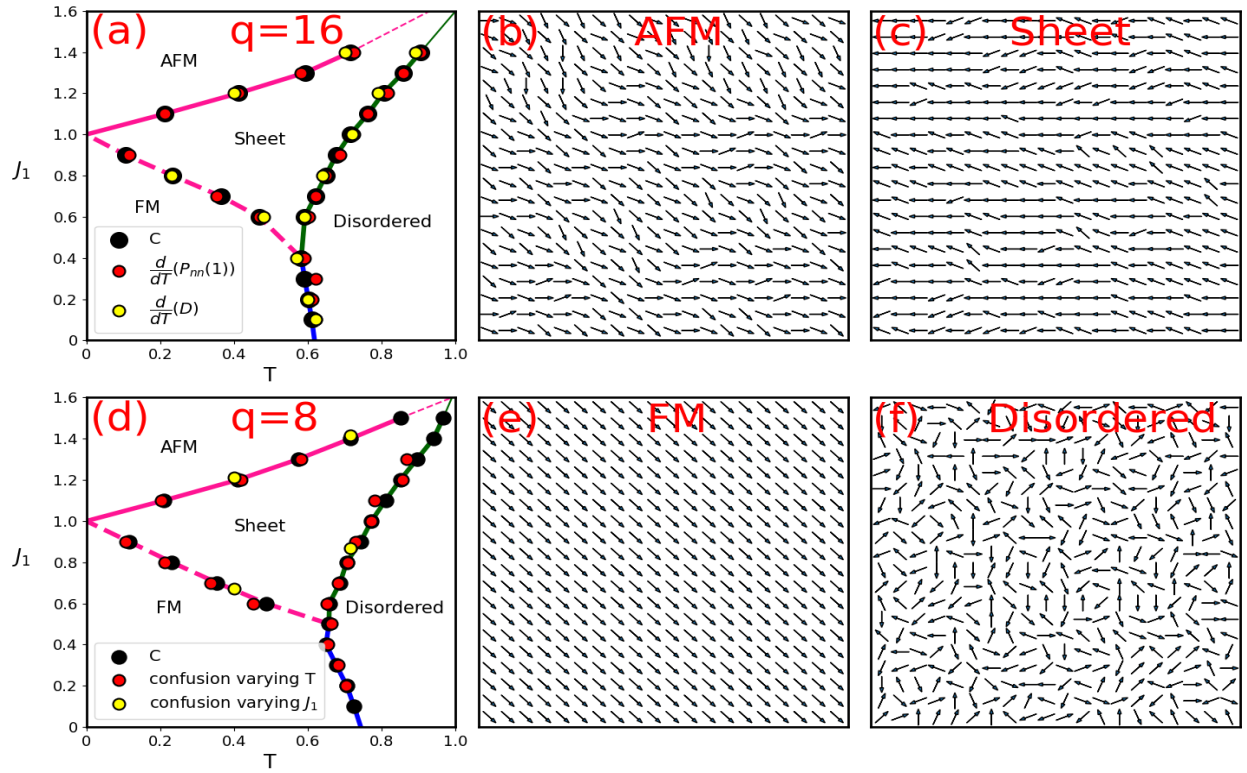 (a) q=16
1.6
1.4
1.2
1.0
0.8
0.6
0.4
0.2
0
J₁
AFM
Sheet
FM
Disordered
C
d/dT(Pₙₙ(1))
d/dT(D)
0 0.2 0.4 0.6 0.8 1.0
T
(b) AFM
(c) Sheet
(d) q=8
1.6
1.4
1.2
1.0
0.8
0.6
0.4
0.2
0
J₁
AFM
Sheet
FM
Disordered
C
confusion varying T
confusion varying J₁
0 0.2 0.4 0.6 0.8 1.0
T
(e) FM
(f) Disordered